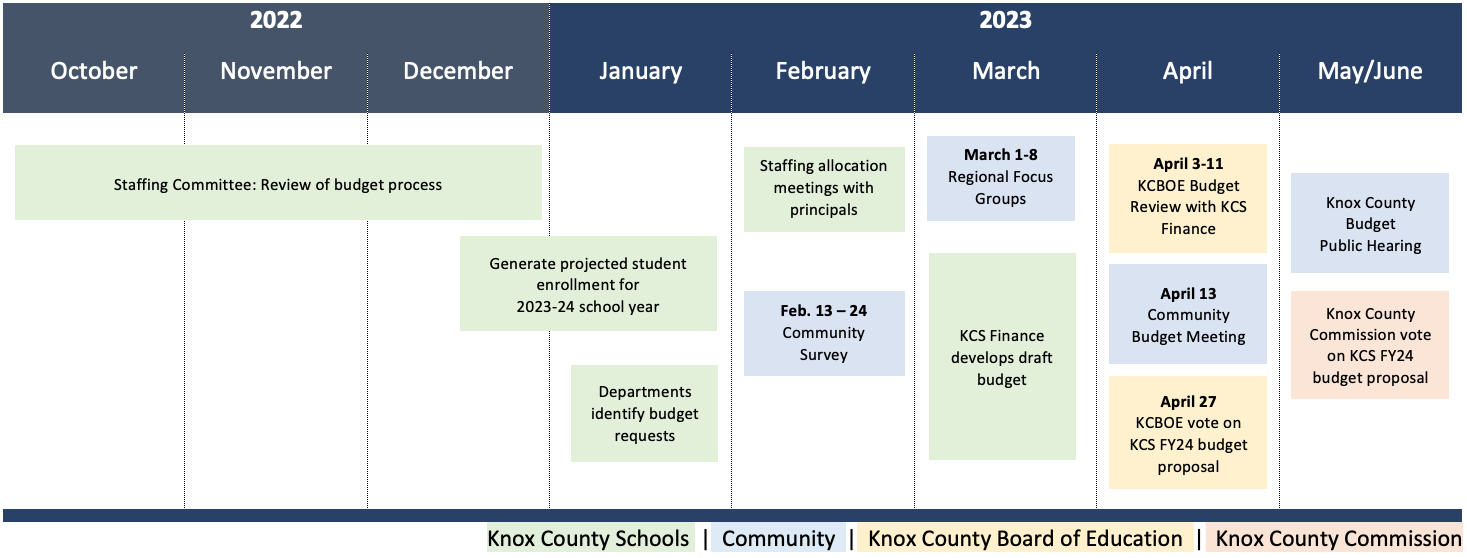 2022
2023
October
November
December
January
February
March
April
May/June
Staffing Committee: Review of budget process
Generate projected student
enrollment for
2023-24 school year
Departments
identify budget
requests
Staffing allocation
meetings with
principals
Feb. 13 – 24
Community
Survey
March 1-8
Regional Focus
Groups
KCS Finance
develops draft
budget
April 3-11
KCBOE Budget
Review with KCS
Finance
April 13
Community
Budget Meeting
April 27
KCBOE vote on
KCS FY24 budget
proposal
Knox County
Budget
Public Hearing
Knox County
Commission vote
on KCS FY24
budget proposal
Knox County Schools | Community | Knox County Board of Education | Knox County Commission